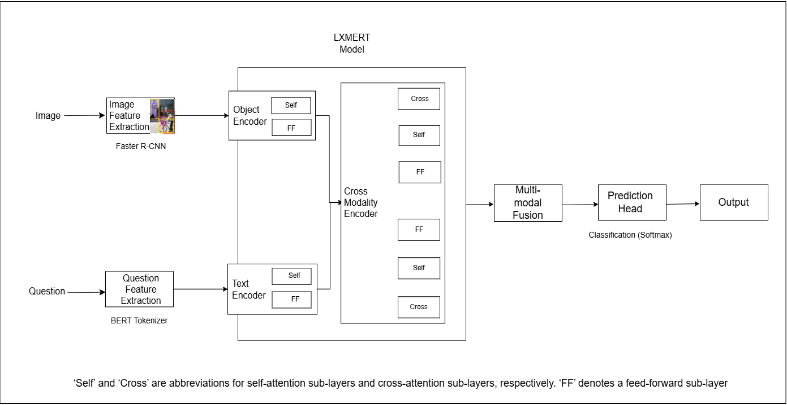 LXMERT
Model
Image
Image
Feature
Extraction
Faster R-CNN
Object
Encoder
Self
FF
Cross
Modality
Encoder
Cross
Self
FF
FF
Self
Cross
Multi-
modal
Fusion
Prediction
Head
Classification (Softmax)
Output
Question
Question
Feature
Extraction
BERT Tokenizer
Text
Encoder
Self
FF
'Self' and 'Cross' are abbreviations for self-attention sub-layers and cross-attention sub-layers, respectively. 'FF' denotes a feed-forward sub-layer